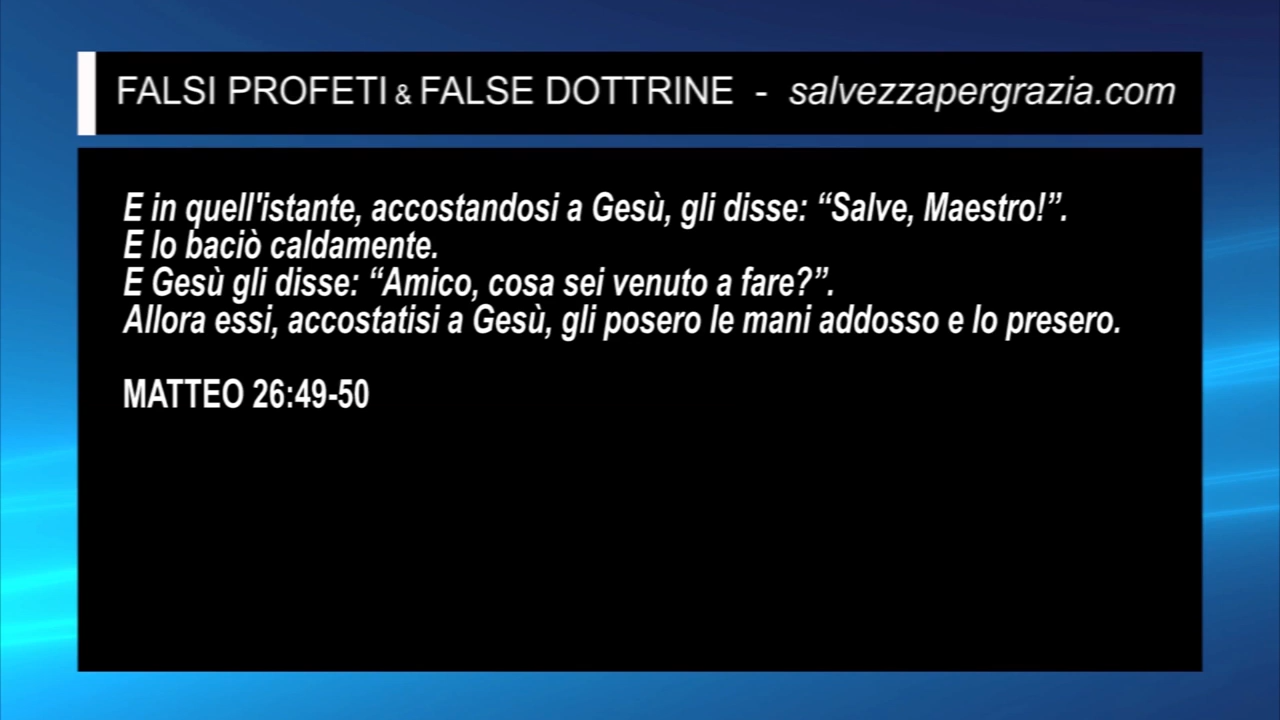 FALSI PROFETI & FALSE DOTTRINE - salvezzapergrazia.com
E in quell'istante, accostandosi a Gesù, gli disse: “Salve, Maestro!”.
E lo baciò caldamente.
E Gesù gli disse: “Amico, cosa sei venuto a fare?”.
Allora essi, accostatisi a Gesù, gli posero le mani addosso e lo presero.
MATTEO 26:49-50